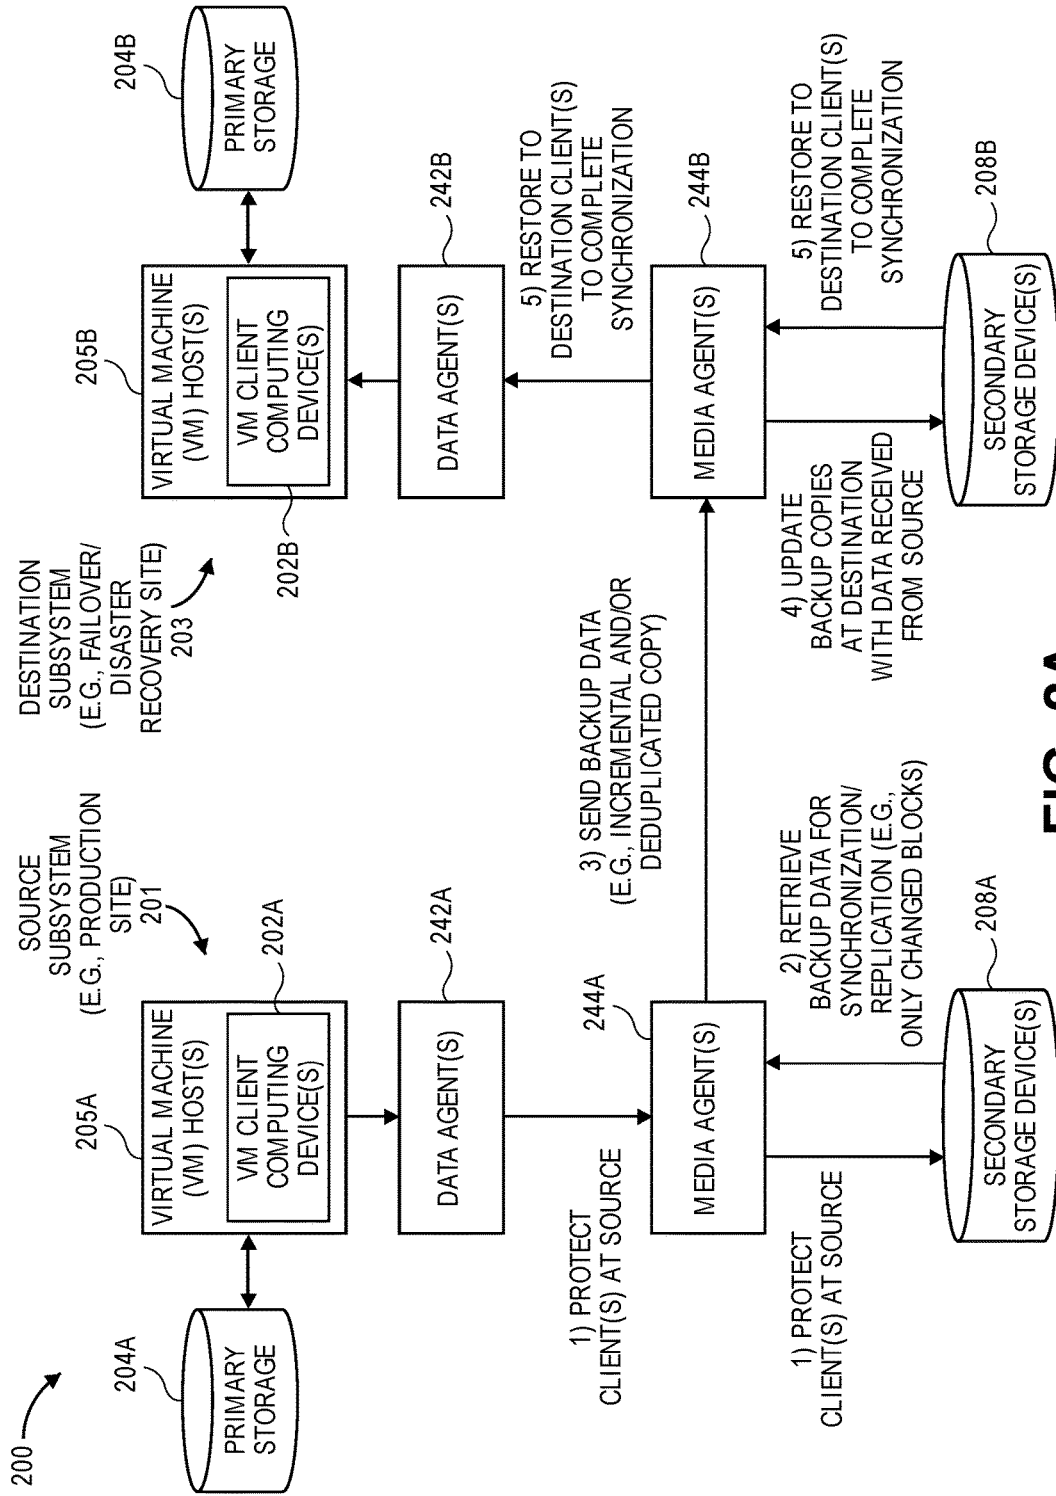 200
204A
PRIMARY
STORAGE
205A
VIRTUAL MACHINE
(VM) HOST(S)
VM CLIENT
COMPUTING
DEVICE(S)
202A
SOURCE
SUBSYSTEM
(E.G., PRODUCTION
SITE)
201
DESTINATION
SUBSYSTEM
(E.G., FAILOVER/
DISASTER
RECOVERY SITE)
203
205B
VIRTUAL MACHINE
(VM) HOST(S)
VM CLIENT
COMPUTING
DEVICE(S)
202B
204B
PRIMARY
STORAGE
DATA AGENT(S)
242A
DATA AGENT(S)
242B
1) PROTECT
CLIENT(S) AT SOURCE
244A
MEDIA AGENT(S)
3) SEND BACKUP DATA
(E.G., INCREMENTAL AND/OR
DEDUPLICATED COPY)
5) RESTORE TO
DESTINATION CLIENT(S)
TO COMPLETE
SYNCHRONIZATION
MEDIA AGENT(S)
244B
1) PROTECT
CLIENT(S) AT SOURCE
2) RETRIEVE
BACKUP DATA FOR
SYNCHRONIZATION/
REPLICATION (E.G.,
ONLY CHANGED BLOCKS)
4) UPDATE
BACKUP COPIES
AT DESTINATION
WITH DATA RECEIVED
FROM SOURCE
5) RESTORE TO
DESTINATION CLIENT(S)
TO COMPLETE
SYNCHRONIZATION
SECONDARY
STORAGE DEVICE(S)
208A
SECONDARY
STORAGE DEVICE(S)
208B
FIG.